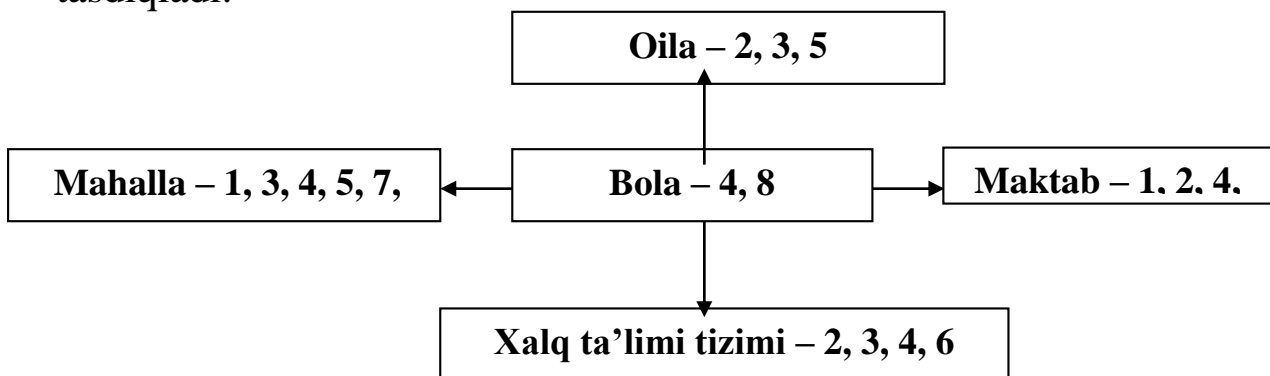 tasdiqladi.
Oila – 2, 3, 5
Mahalla – 1, 3, 4, 5, 7,
Bola – 4, 8
Maktab – 1, 2, 4,
Xalq ta’limi tizimi – 2, 3, 4, 6